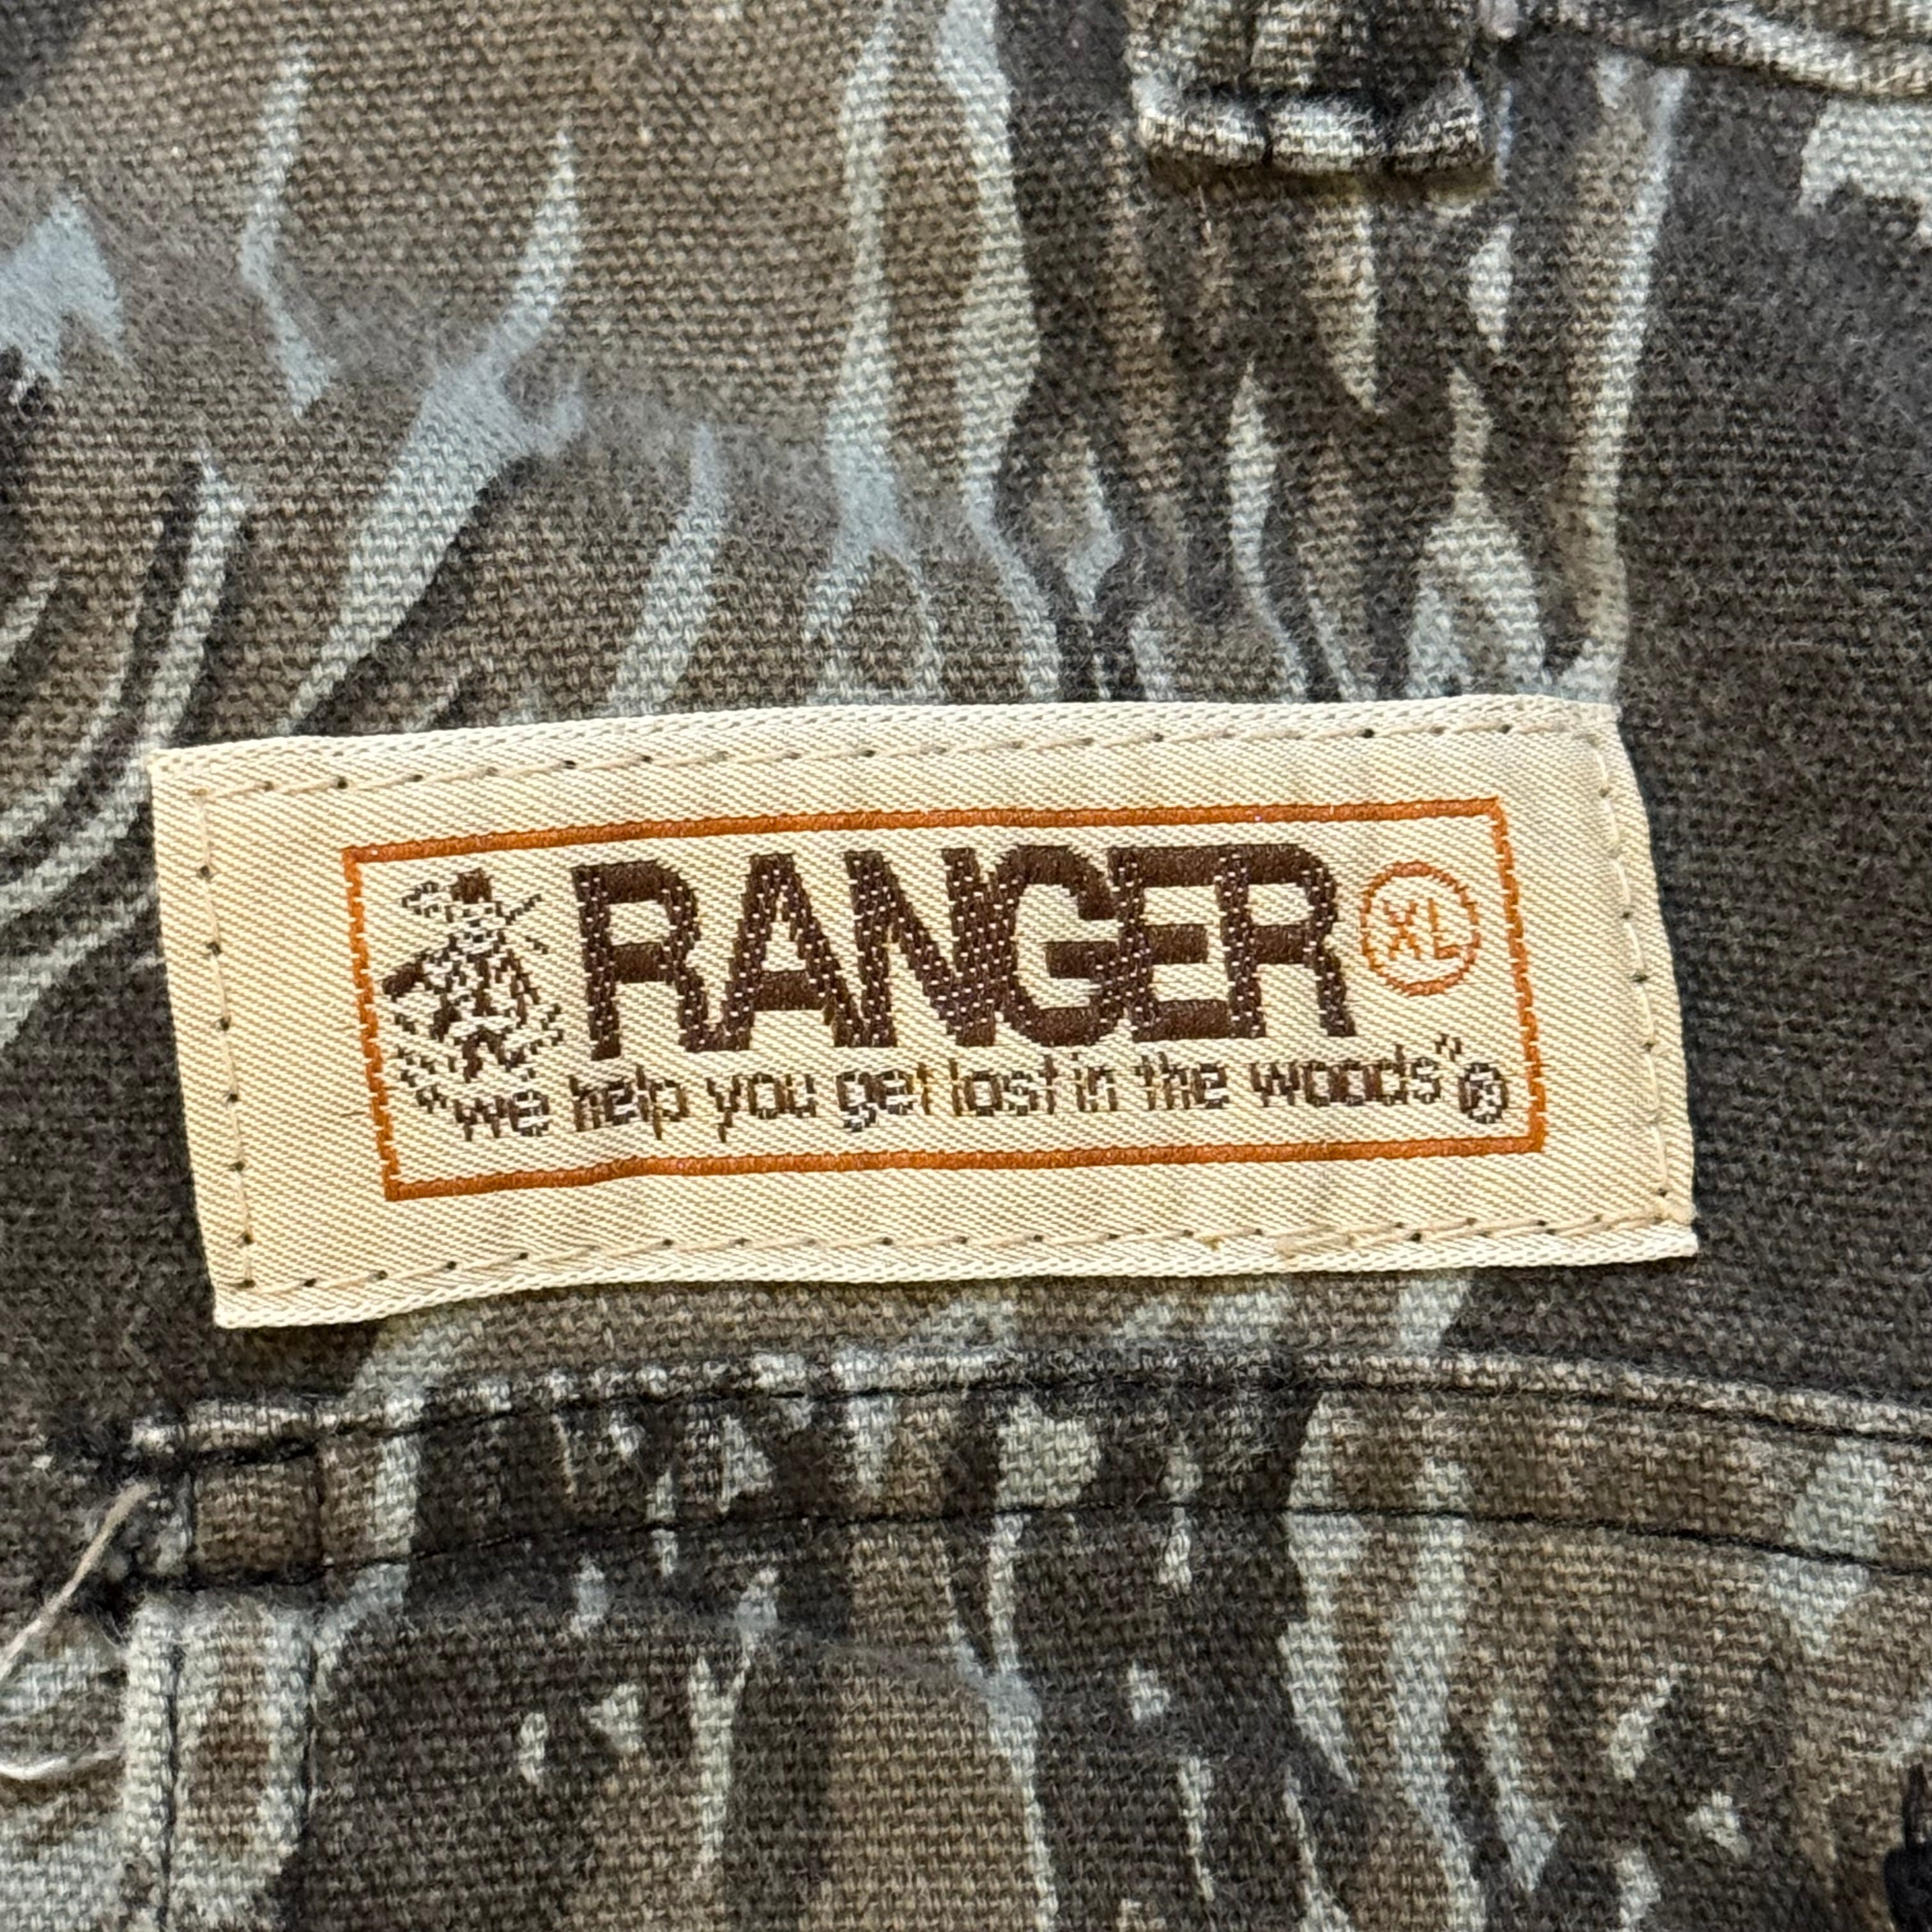 RANGER XL
"we help you get lost in the woods"®